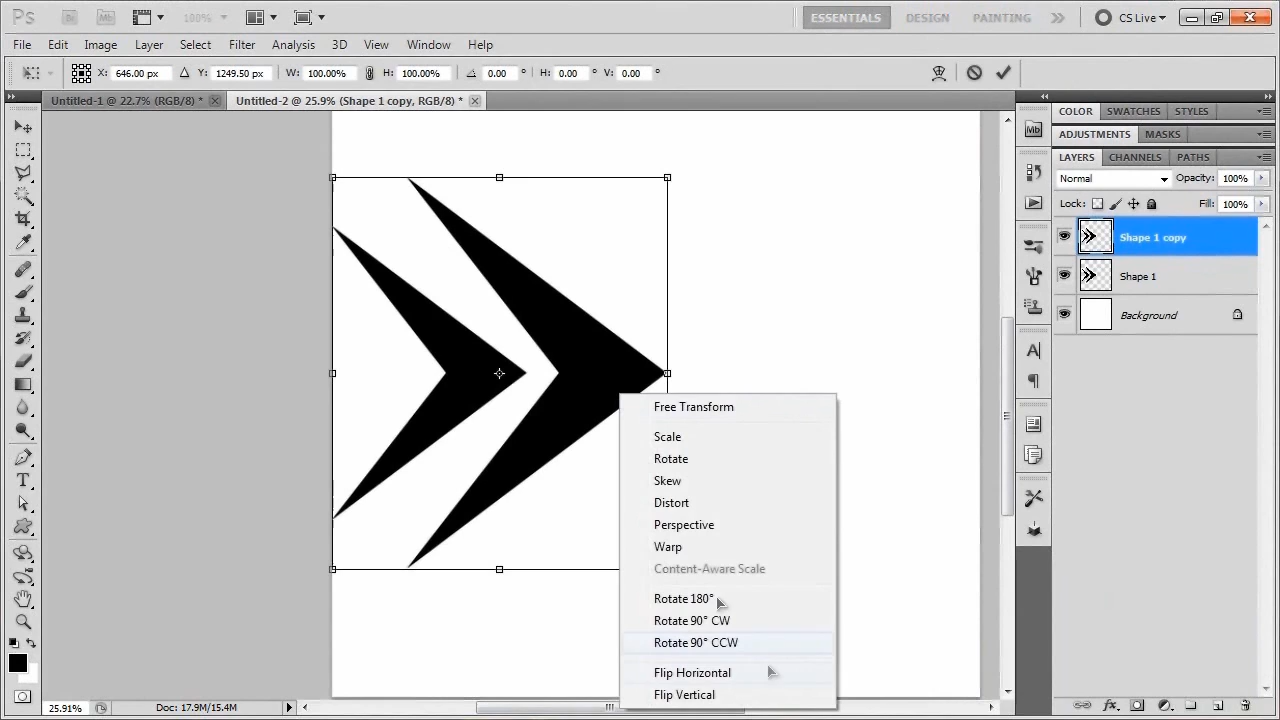 Ps Br Mb 100% ESSENTIALS DESIGN PAINTING CS Live
File Edit Image Layer Select Filter Analysis 3D View Window Help
X: 646.00 px Y: 1249.50 px W: 100.00% H: 100.00% 0.00 ° H: 0.00 ° V: 0.00 °
Untitled-1 @ 22.7% (RGB/8) * Untitled-2 @ 25.9% (Shape 1 copy, RGB/8) *
COLOR SWATCHES STYLES
ADJUSTMENTS MASKS
LAYERS CHANNELS PATHS
Normal Opacity: 100%
Lock: Fill: 100%
Shape 1 copy
Shape 1
Background
Mb
A
T
Free Transform
Scale
Rotate
Skew
Distort
Perspective
Warp
Content-Aware Scale
Rotate 180°
Rotate 90° CW
Rotate 90° CCW
Flip Horizontal
Flip Vertical
25.91% Doc: 17.9M/15.4M
fx